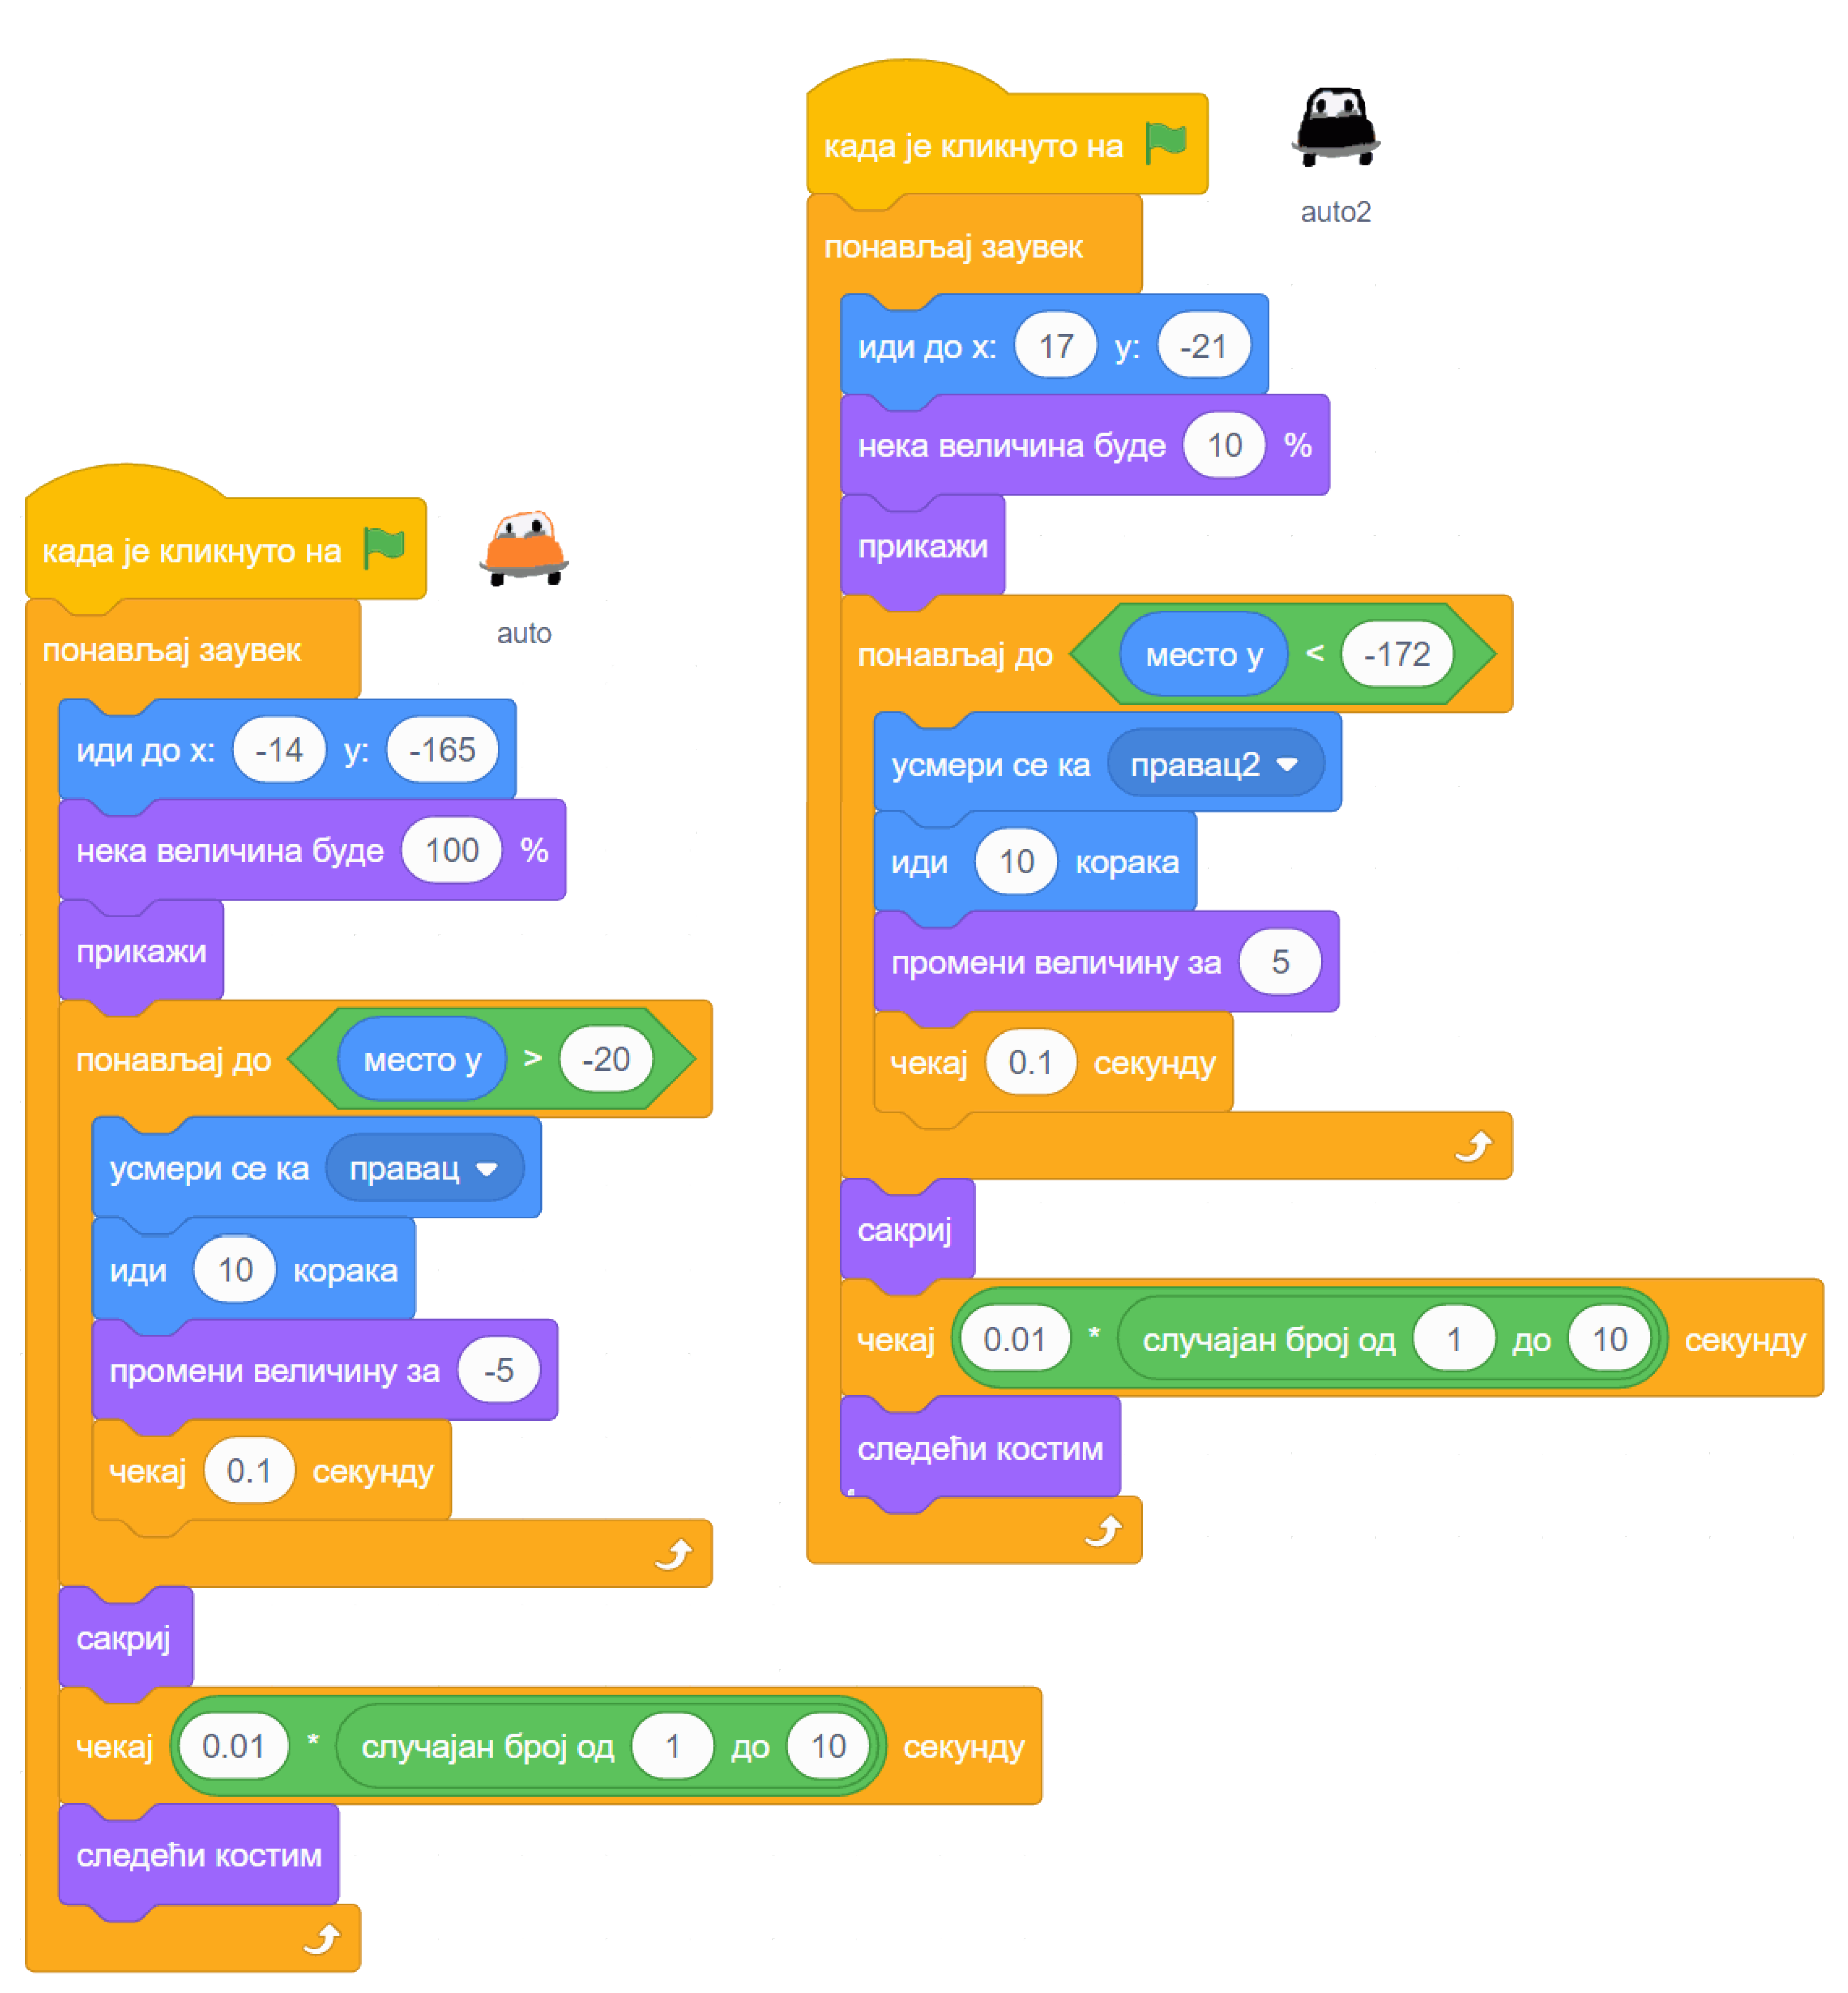 када је кликнуто на
auto
понављај заувек
иди до x: -14 y: -165
нека величина буде 100 %
прикажи
понављај до место y > -20
усмери се ка правац
иди 10 корака
промени величину за -5
чекај 0.1 секунду
сакриј
чекај 0.01 * случајан број од 1 до 10 секунду
следећи костим
када је кликнуто на
auto2
понављај заувек
иди до x: 17 y: -21
нека величина буде 10 %
прикажи
понављај до место y < -172
усмери се ка правац2
иди 10 корака
промени величину за 5
чекај 0.1 секунду
сакриј
чекај 0.01 * случајан број од 1 до 10 секунду
следећи костим